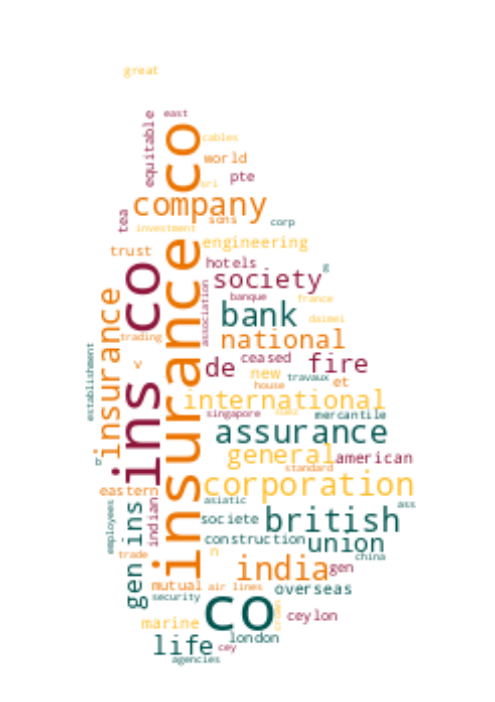 great
east
equitable
insurance co
cables
world
pte
sri
company
tea
sons
corp
investment
engineering
trust
hotels
g
society
ins co
insurance
association
banque
france
bank
daimei
national
trading
establishment
v
de
ceased
fire
new
travaux
et
house
international
singapore
mercantile
assurance
general
american
b
standard
corporation
eastern
asiatic
ass
employees
gen ins
indian
societe
british
construction
union
n
trade
china
india
gen
mutual
air lines
overseas
security
co
ceylon
marine
london
life
cey
agencies